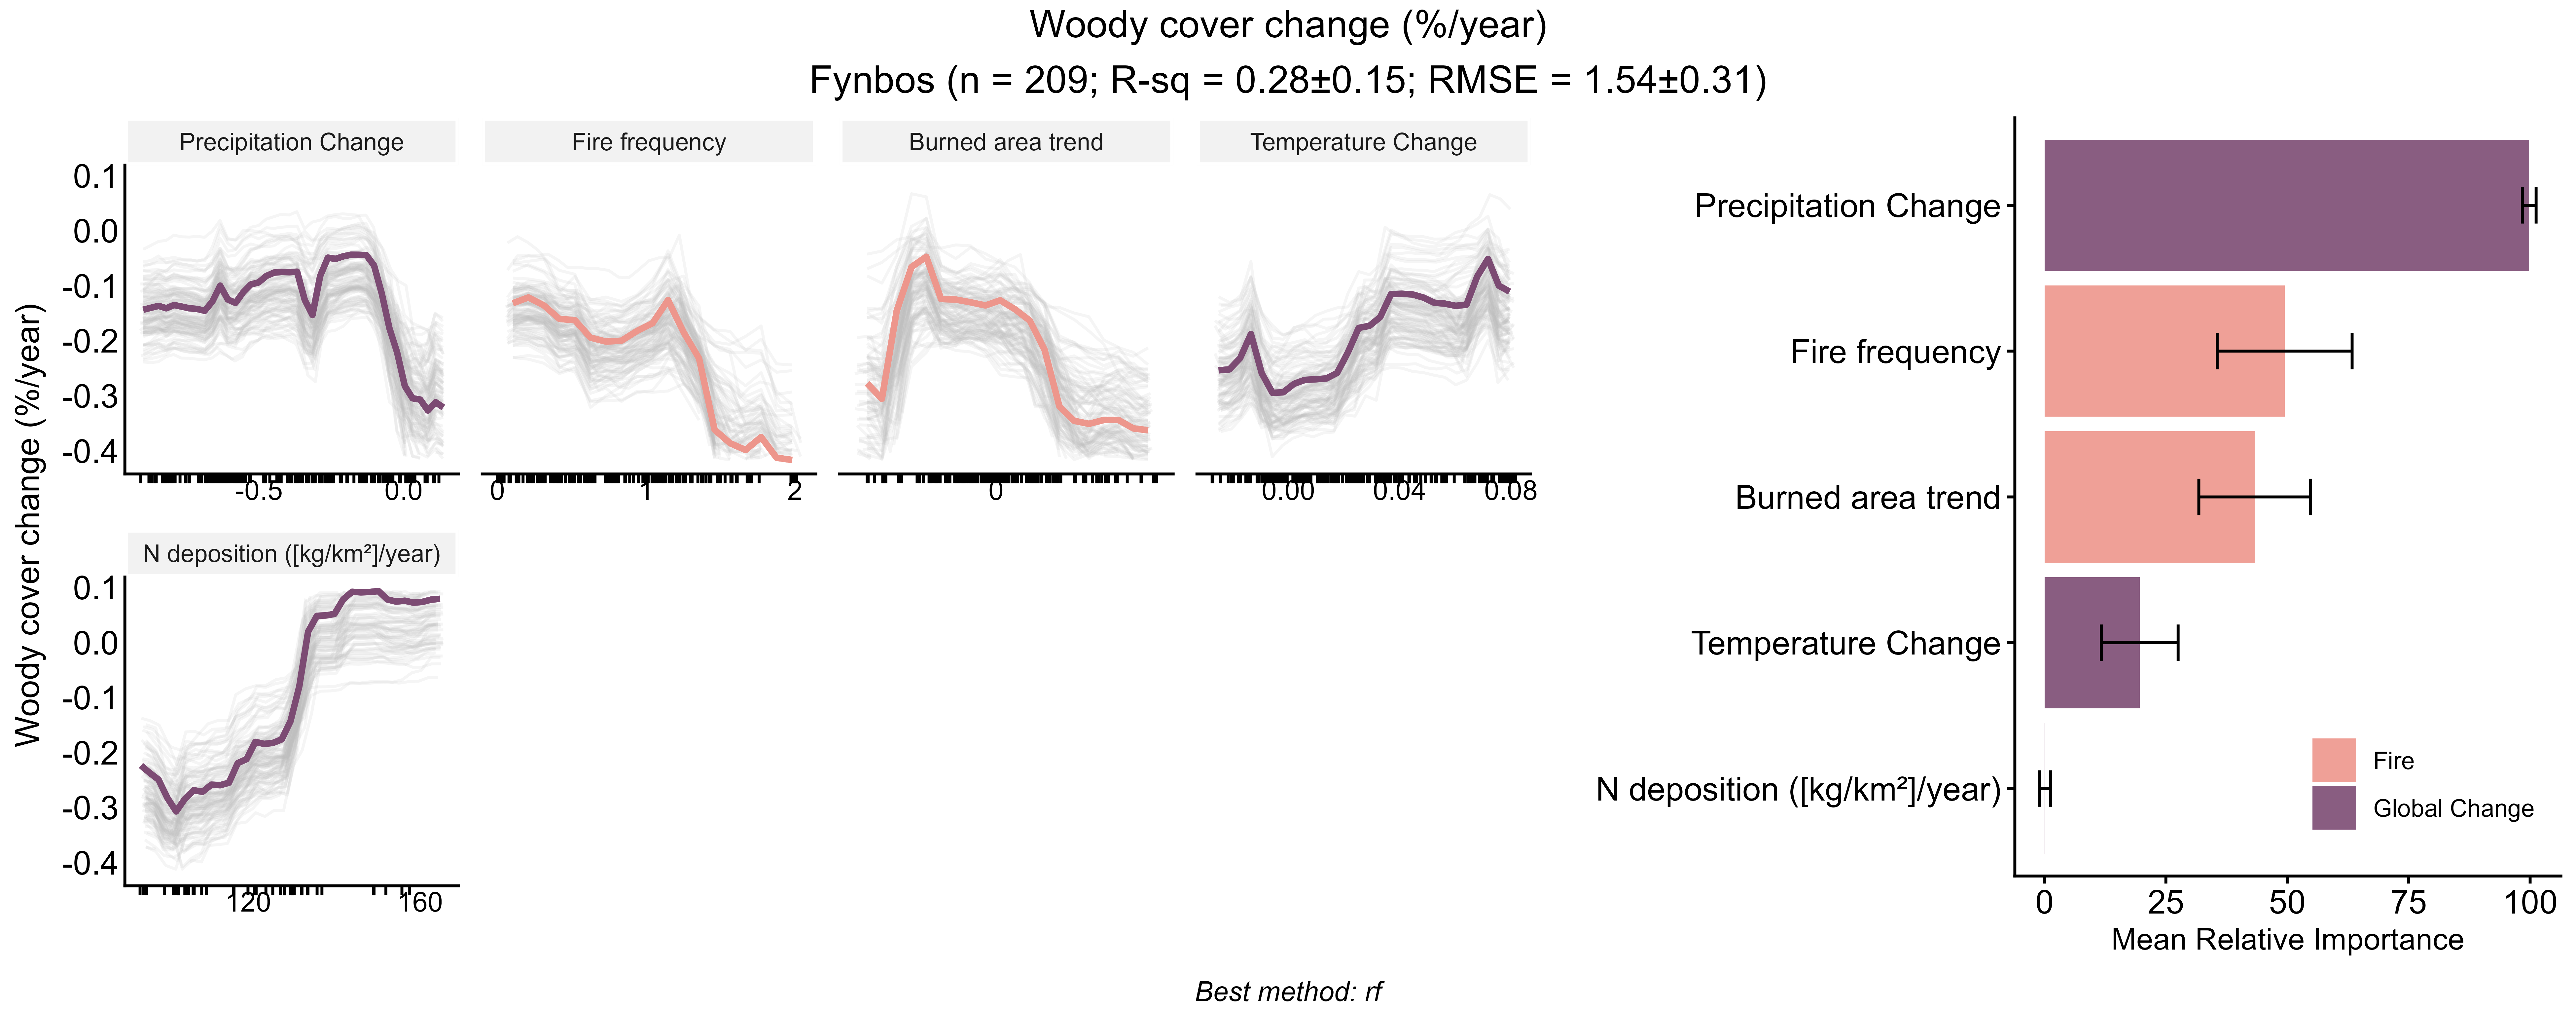 Woody cover change (%/year)
Fynbos (n = 209; R-sq = 0.28±0.15; RMSE = 1.54±0.31)
Woody cover change (%/year)
Precipitation Change
0.1
0.0
-0.1
-0.2
-0.3
-0.4
-0.5
0.0
Fire frequency
0
1
2
Burned area trend
0
Temperature Change
0.00
0.04
0.08
N deposition ([kg/km²]/year)
0.1
0.0
-0.1
-0.2
-0.3
-0.4
120
160
Precipitation Change
Fire frequency
Burned area trend
Temperature Change
N deposition ([kg/km²]/year)
Fire
Global Change
0
25
50
75
100
Mean Relative Importance
Best method: rf